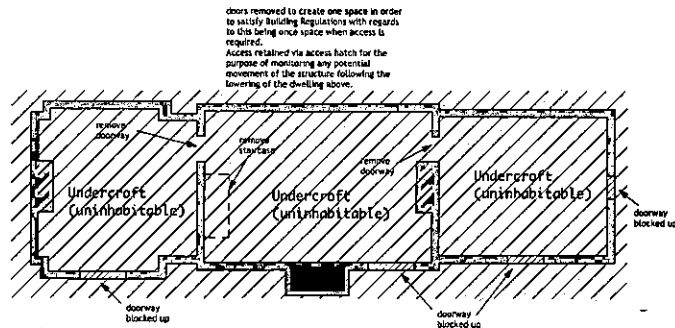 doors removed to create one space in order
to satisfy Building Regulations with regards
to this being once space when access is
required.
Access retained via access hatch for the
purpose of monitoring any potential
movement of the structure following the
lowering of the dwelling above.
remove
doorway
remove
staircase
remove
doorway
Undercroft
(uninhabitable)
Undercroft
(uninhabitable)
Undercroft
(uninhabitable)
doorway
blocked up
doorway
blocked up
doorway
blocked up